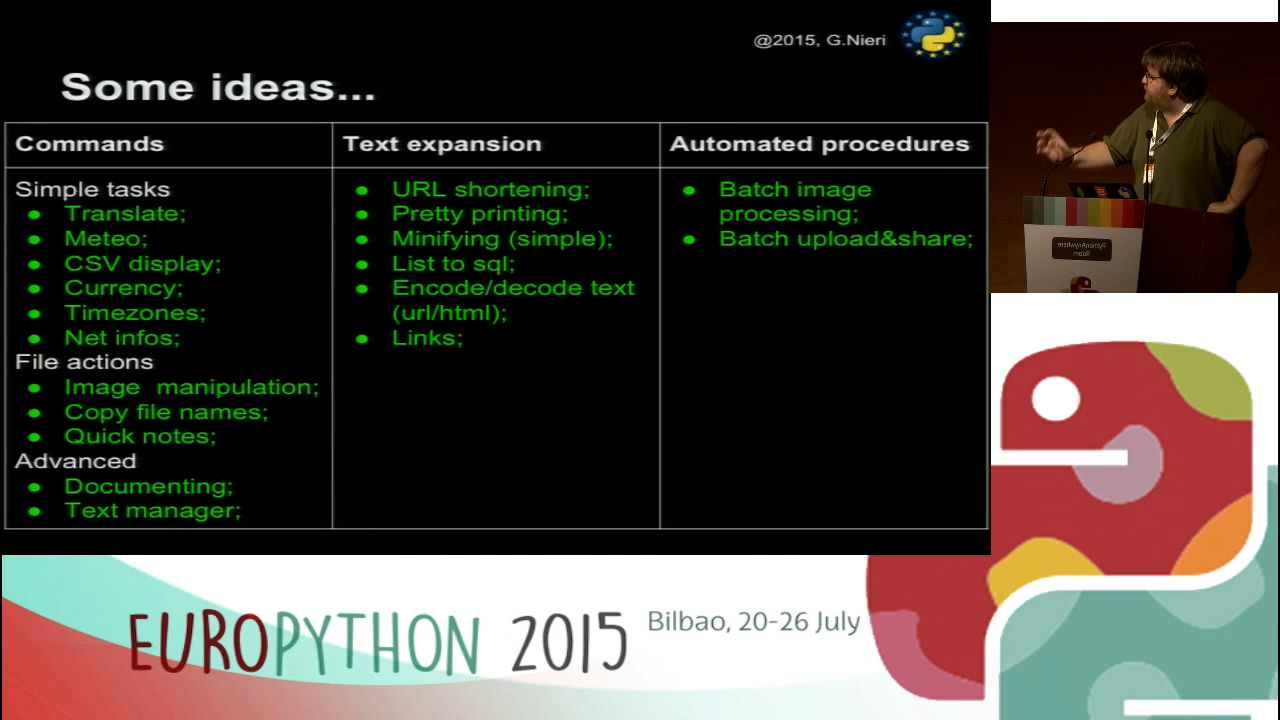 @2015, G.Nieri
Some ideas...
Commands
Text expansion
Automated procedures
Simple tasks
● Translate;
● Meteo;
● CSV display;
● Currency;
● Timezones;
● Net infos;
File actions
● Image manipulation;
● Copy file names;
● Quick notes;
Advanced
● Documenting;
● Text manager;
● URL shortening;
● Pretty printing;
● Minifying (simple);
● List to sql;
● Encode/decode text
(url/html);
● Links;
● Batch image
processing;
● Batch upload&share;
PythonAnywhere
Room
EUROPYTHON 2015
Bilbao, 20-26 July